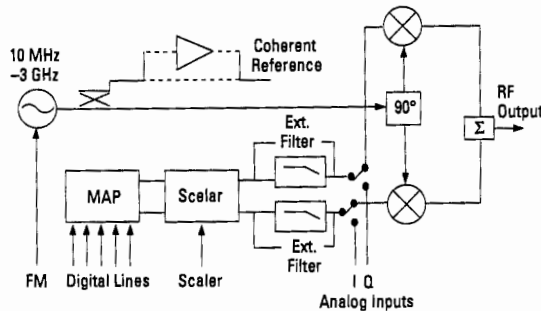 10 MHz
–3 GHz
Coherent
Reference
90°
RF
Output
Σ
Ext.
Filter
MAP
Scelar
Ext.
Filter
FM
Digital Lines
Scaler
I Q
Analog Inputs